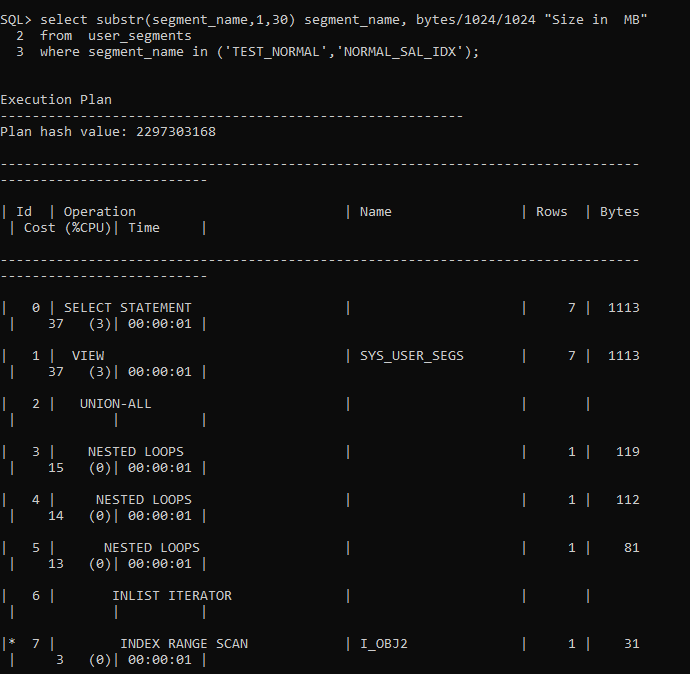 SQL> select substr(segment_name,1,30) segment_name, bytes/1024/1024 "Size in  MB"
  2  from  user_segments
  3  where segment_name in ('TEST_NORMAL','NORMAL_SAL_IDX');
Execution Plan
----------------------------------------------------------
Plan hash value: 2297303168
--------------------------------------------------------------------------------
--------------------------
| Id  | Operation                          | Name                | Rows  | Bytes
 | Cost (%CPU)| Time     |
--------------------------------------------------------------------------------
--------------------------
|   0 | SELECT STATEMENT                   |                     |     7 |  1113
 |    37   (3)| 00:00:01 |
|   1 |  VIEW                              | SYS_USER_SEGS       |     7 |  1113
 |    37   (3)| 00:00:01 |
|   2 |   UNION-ALL                        |                     |       |
 |            |          |
|   3 |    NESTED LOOPS                    |                     |     1 |   119
 |    15   (0)| 00:00:01 |
|   4 |     NESTED LOOPS                   |                     |     1 |   112
 |    14   (0)| 00:00:01 |
|   5 |      NESTED LOOPS                  |                     |     1 |    81
 |    13   (0)| 00:00:01 |
|   6 |       INLIST ITERATOR              |                     |       |
 |            |          |
|*  7 |        INDEX RANGE SCAN            | I_OBJ2              |     1 |    31
 |     3   (0)| 00:00:01 |